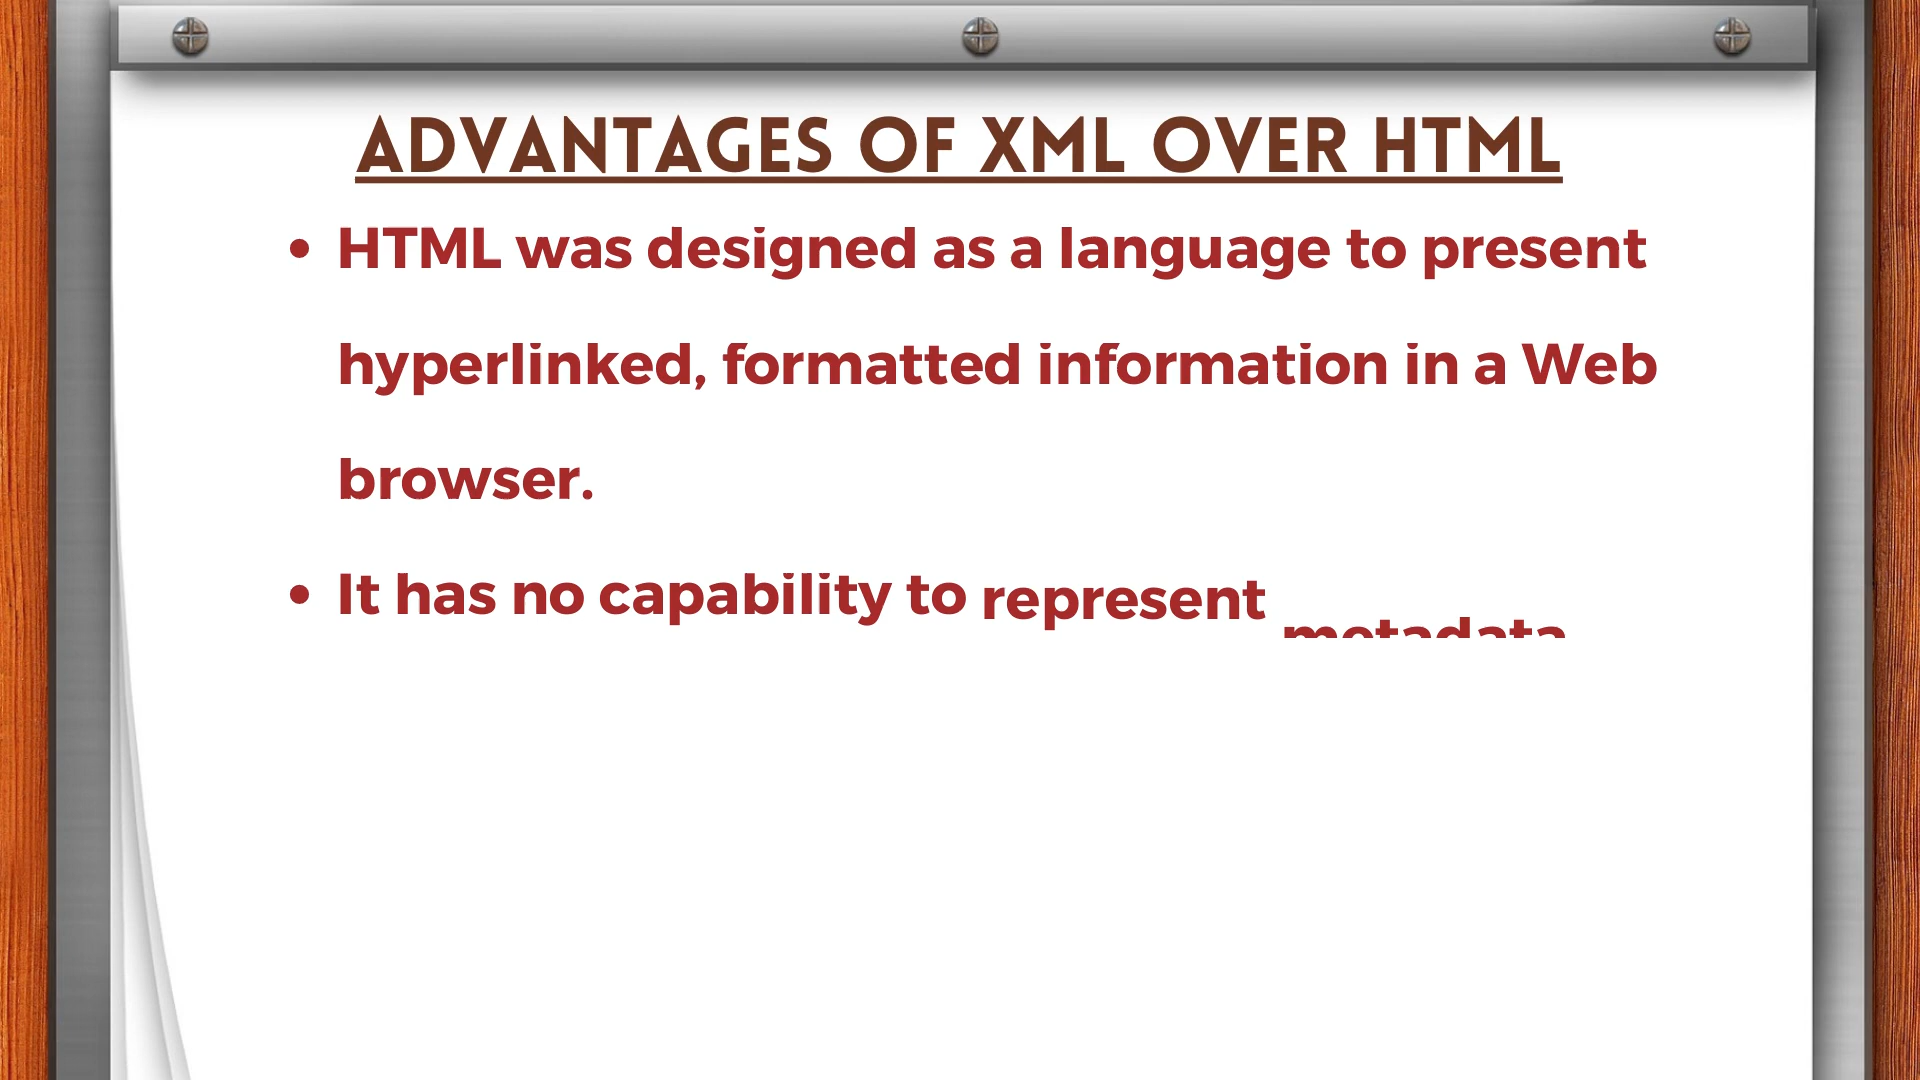 ADVANTAGES OF XML OVER HTML
• HTML was designed as a language to present
hyperlinked, formatted information in a Web
browser.
• It has no capability to represent metadata